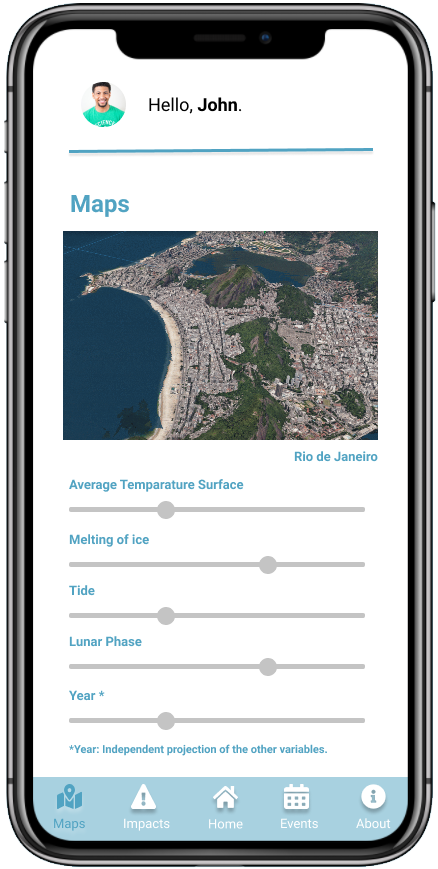 Hello, John.
Maps
Rio de Janeiro
Average Temparature Surface
Melting of ice
Tide
Lunar Phase
Year *
*Year: Independent projection of the other variables.
Maps Impacts Home Events About